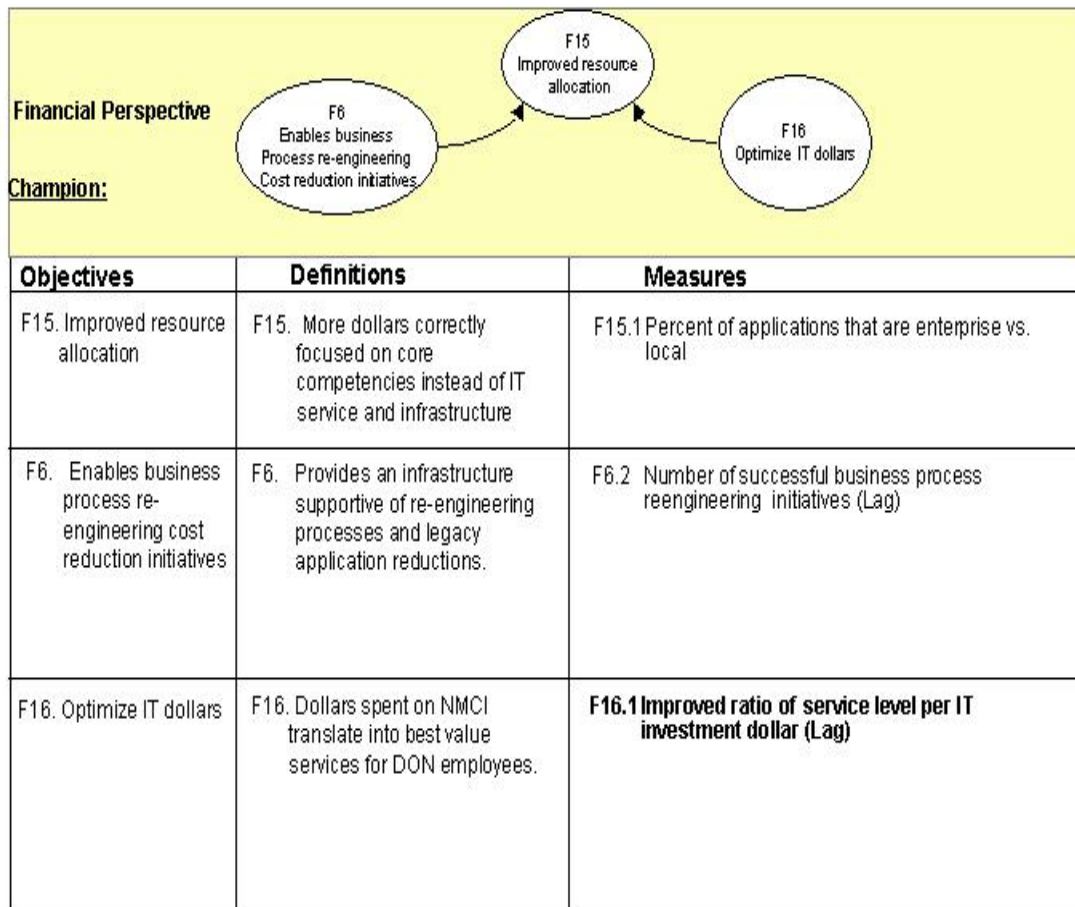 F15
Improved resource
allocation
Financial Perspective
F6
Enables business
Process re-engineering
Cost reduction initiatives
F16
Optimize IT dollars
Champion:
Objectives
Definitions
Measures
F15. Improved resource
allocation
F15. More dollars correctly
focused on core
competencies instead of IT
service and infrastructure
F15.1 Percent of applications that are enterprise vs.
local
F6. Enables business
process re-
engineering cost
reduction initiatives
F6. Provides an infrastructure
supportive of re-engineering
processes and legacy
application reductions.
F6.2 Number of successful business process
reengineering initiatives (Lag)
F16. Optimize IT dollars
F16. Dollars spent on NMCI
translate into best value
services for DON employees.
F16.1 Improved ratio of service level per IT
investment dollar (Lag)